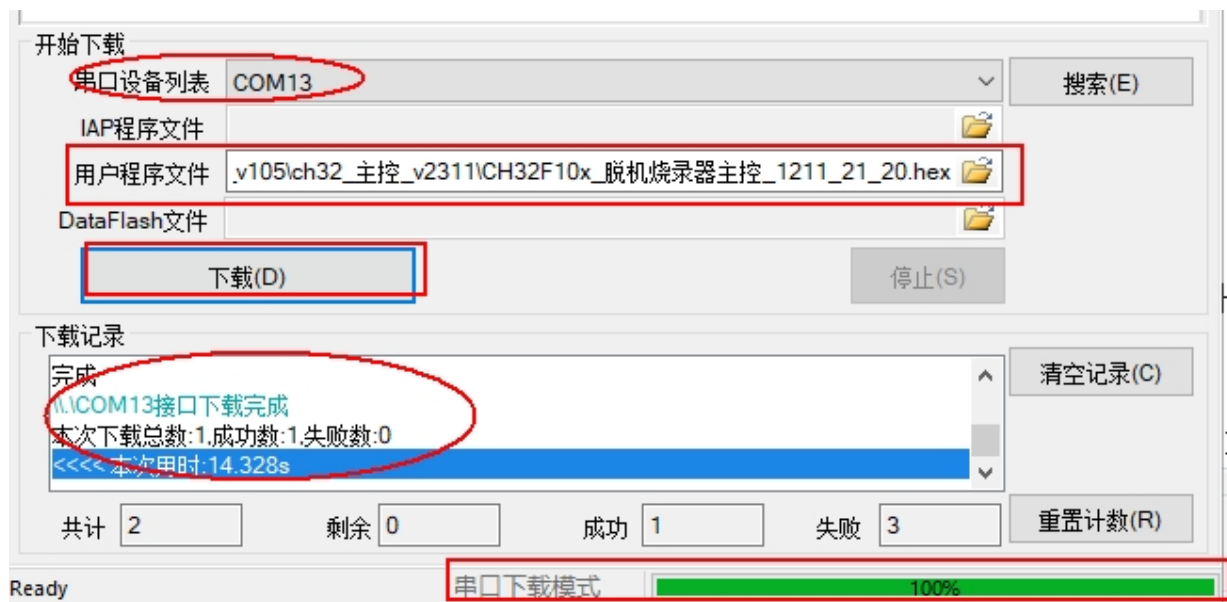 开始下载
串口设备列表 COM13 搜索(E)
IAP程序文件
用户程序文件 _v105\ch32_主控_v2311\CH32F10x_脱机烧录器主控_1211_21_20.hex
DataFlash文件
下载(D) 停止(S)
下载记录
完成 清空记录(C)
\\.\COM13接口下载完成
本次下载总数:1,成功数:1,失败数:0
<<<< 本次用时:14.328s
共计 2 剩余 0 成功 1 失败 3 重置计数(R)
Ready 串口下载模式 100%